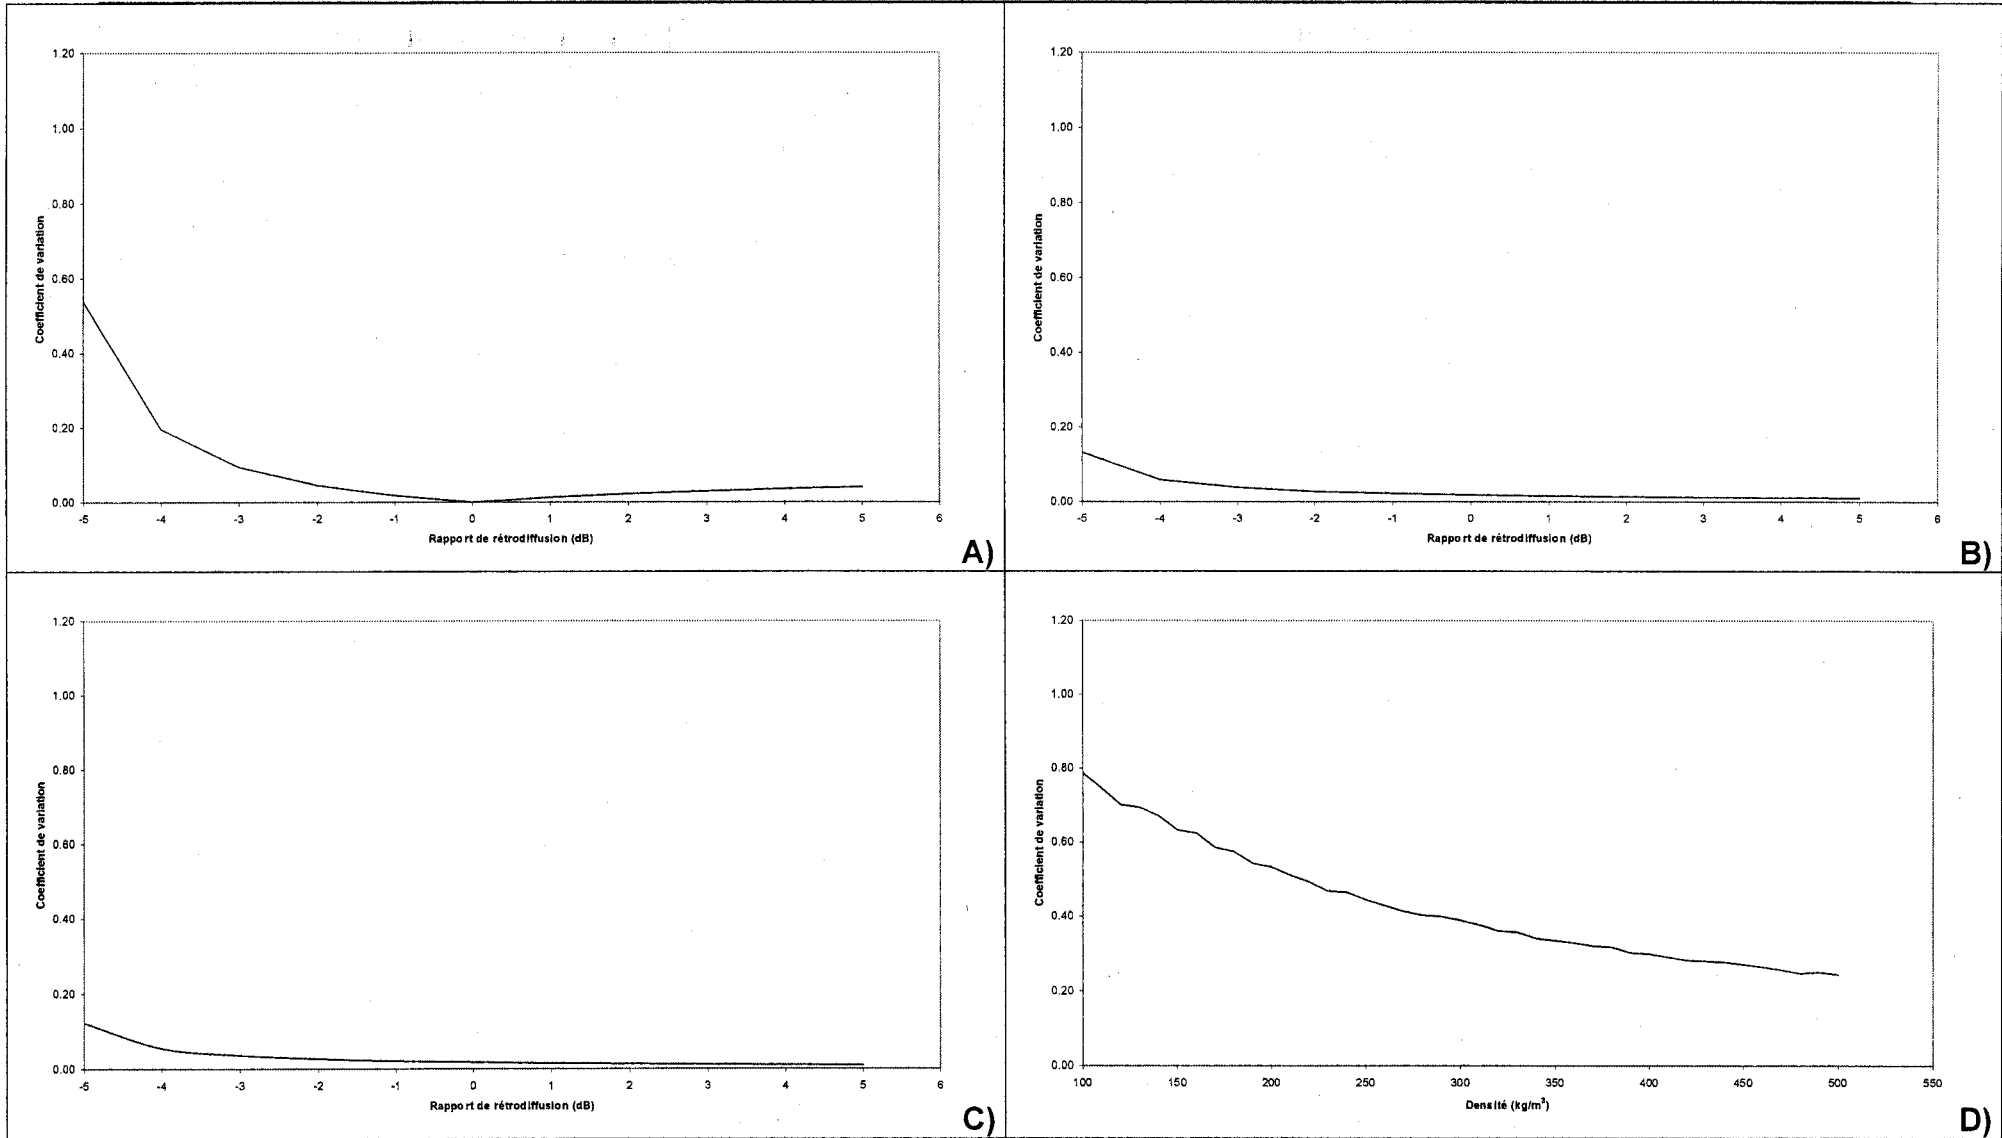 1.20
1.00
0.80
0.60
0.40
0.20
0.00
Coefficient de variation
-5 -4 -3 -2 -1 0 1 2 3 4 5 6
Rapport de rétrodiffusion (dB)
A)
1.20
1.00
0.80
0.60
0.40
0.20
0.00
Coefficient de variation
-5 -4 -3 -2 -1 0 1 2 3 4 5 6
Rapport de rétrodiffusion (dB)
B)
1.20
1.00
0.80
0.60
0.40
0.20
0.00
Coefficient de variation
-5 -4 -3 -2 -1 0 1 2 3 4 5 6
Rapport de rétrodiffusion (dB)
C)
1.20
1.00
0.80
0.60
0.40
0.20
0.00
Coefficient de variation
100 150 200 250 300 350 400 450 500 550
Densité (kg/m³)
D)